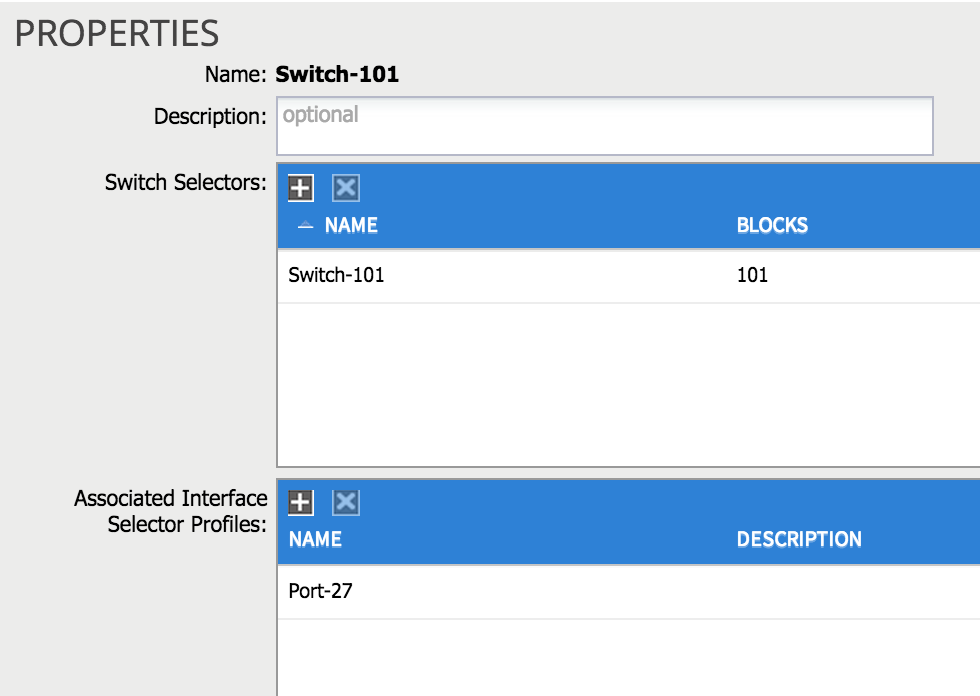 PROPERTIES
Name: Switch-101
Description: optional
Switch Selectors:
NAME BLOCKS
Switch-101 101
Associated Interface
Selector Profiles:
NAME DESCRIPTION
Port-27